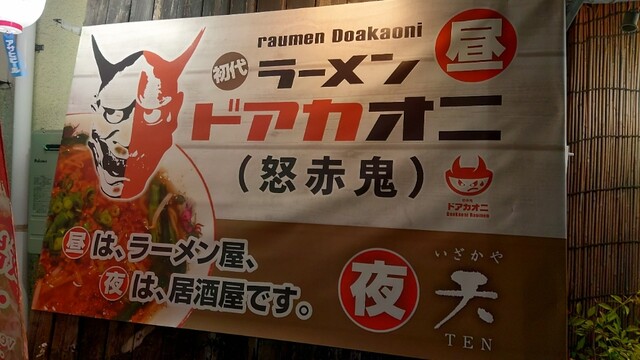 raumen Doakaoni
初代 ラーメン 昼
ドアカオニ
(怒赤鬼)
ドアカオニ
昼は、ラーメン屋、
夜は、居酒屋です。
夜
いざかや
天
TEN